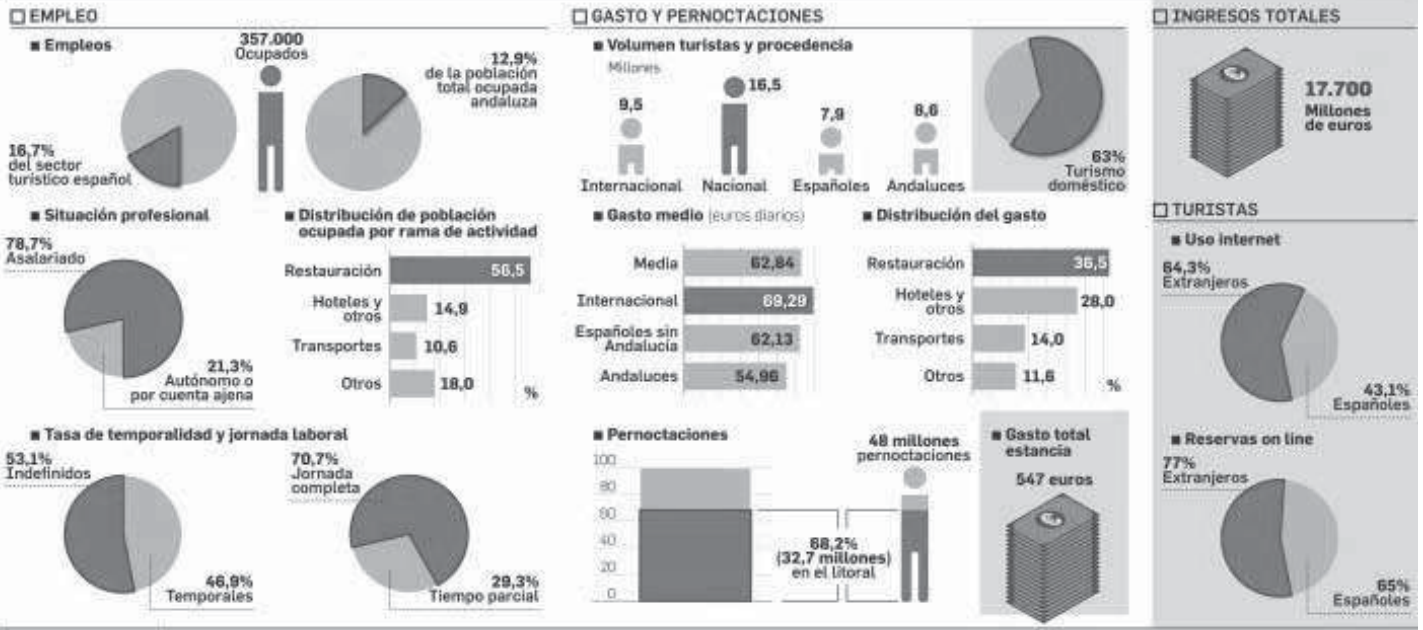 EMPLEO
Empleos
357.000
Ocupados
12,9%
de la población
total ocupada
andaluza
16,7%
del sector
turístico español
Situación profesional
78,7%
Asalariado
21,3%
Autónomo o
por cuenta ajena
Distribución de población
ocupada por rama de actividad
Restauración 56,5
Hoteles y
otros 14,9
Transportes 10,6
Otros 18,0
%
Tasa de temporalidad y jornada laboral
53,1%
Indefinidos
46,9%
Temporales
70,7%
Jornada
completa
29,3%
Tiempo parcial
GASTO Y PERNOCTACIONES
Volumen turistas y procedencia
Millones
9,5
Internacional
16,5
Nacional
7,9
Españoles
8,6
Andaluces
63%
Turismo
doméstico
Gasto medio (euros diarios)
Media 62,84
Internacional 69,29
Españoles sin
Andalucía 62,13
Andaluces 54,96
Distribución del gasto
Restauración 36,5
Hoteles y
otros 28,0
Transportes 14,0
Otros 11,6
%
Pernoctaciones
100
80
60
40
20
0
68,2%
(32,7 millones)
en el litoral
48 millones
pernoctaciones
Gasto total
estancia
547 euros
INGRESOS TOTALES
17.700
Millones
de euros
TURISTAS
Uso internet
64,3%
Extranjeros
43,1%
Españoles
Reservas on line
77%
Extranjeros
65%
Españoles